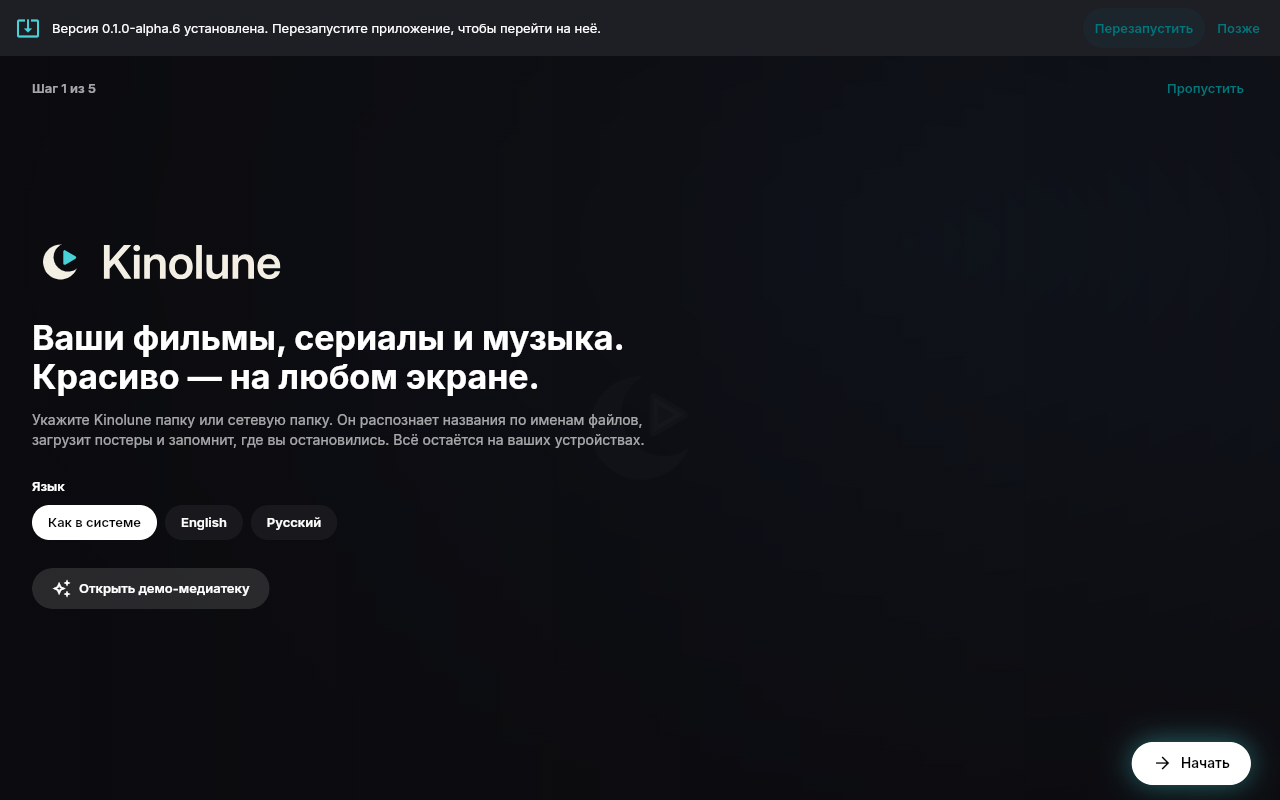 Версия 0.1.0-alpha.6 установлена. Перезапустите приложение, чтобы перейти на неё.
Перезапустить
Позже
Шаг 1 из 5
Пропустить
Kinolune
Ваши фильмы, сериалы и музыка.
Красиво — на любом экране.
Укажите Kinolune папку или сетевую папку. Он распознает названия по именам файлов,
загрузит постеры и запомнит, где вы остановились. Всё остаётся на ваших устройствах.
Язык
Как в системе
English
Русский
Открыть демо-медиатеку
Начать